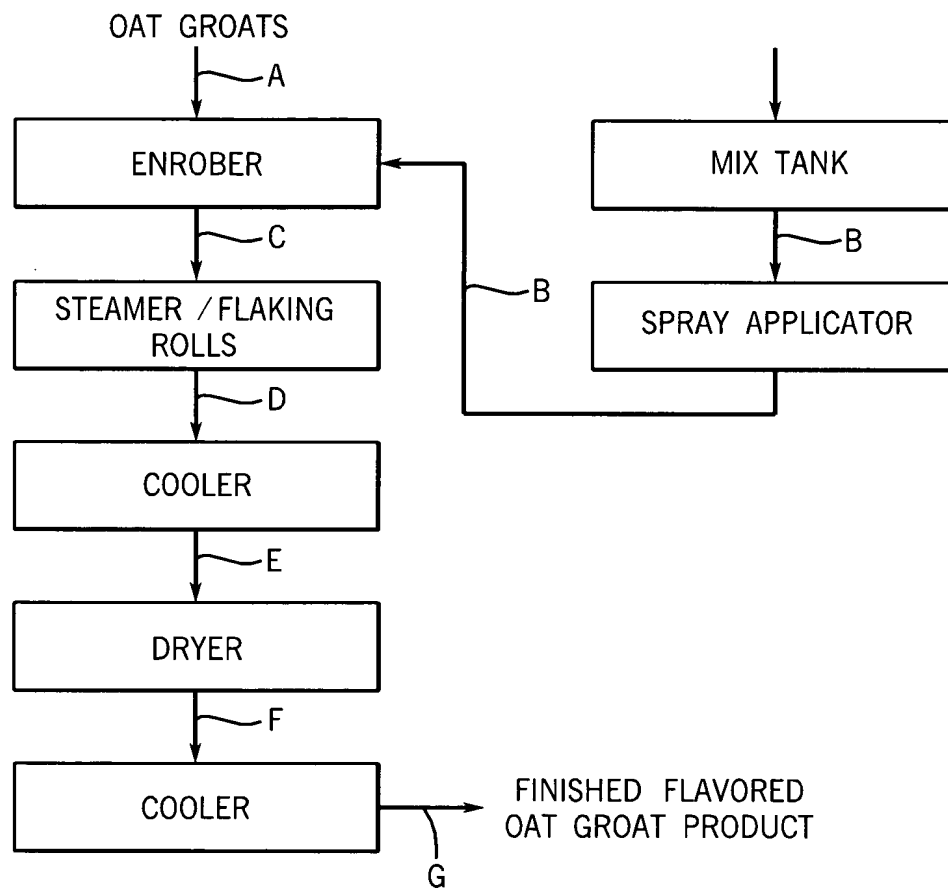 OAT GROATS
A
ENROBER
MIX TANK
C
B
B
STEAMER / FLAKING
ROLLS
SPRAY APPLICATOR
D
COOLER
E
DRYER
F
COOLER
FINISHED FLAVORED
OAT GROAT PRODUCT
G